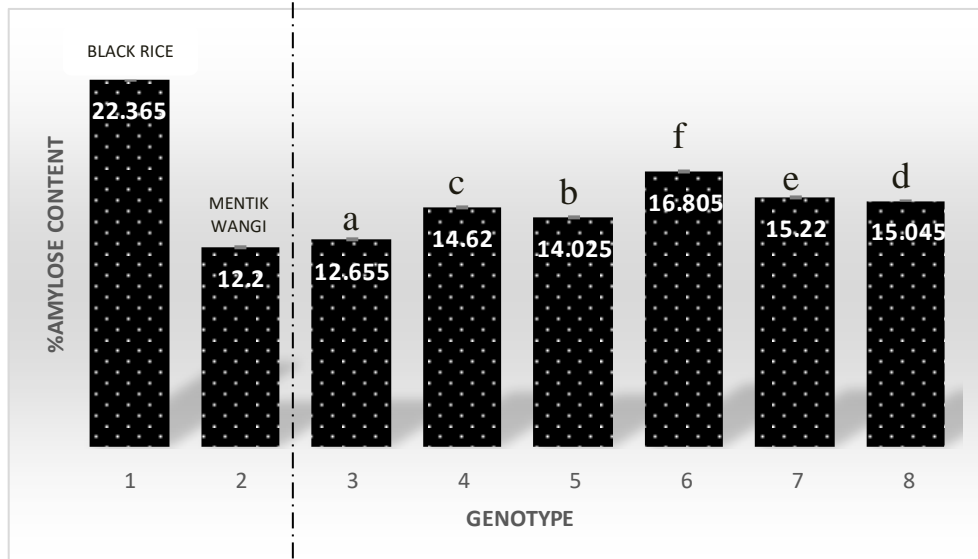 BLACK RICE
22.365
MENTIK
WANGI
12.2
a
12.655
c
14.62
b
14.025
f
16.805
e
15.22
d
15.045
%AMYLOSE CONTENT
1 2 3 4 5 6 7 8
GENOTYPE